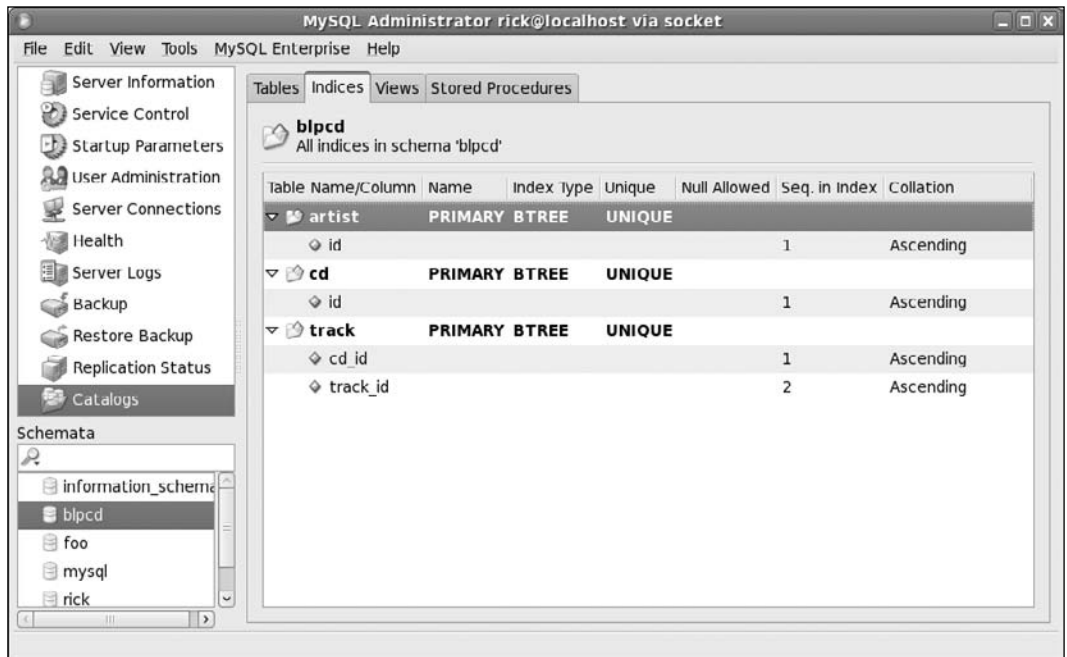 MySQL Administrator rick@localhost via socket
File Edit View Tools MySQL Enterprise Help
Server Information
Service Control
Startup Parameters
User Administration
Server Connections
Health
Server Logs
Backup
Restore Backup
Replication Status
Catalogs
Schemata
information_schema
blpcd
foo
mysql
rick
Tables Indices Views Stored Procedures
blpcd
All indices in schema 'blpcd'
Table Name/Column Name Index Type Unique Null Allowed Seq. in Index Collation
artist PRIMARY BTREE UNIQUE
id 1 Ascending
cd PRIMARY BTREE UNIQUE
id 1 Ascending
track PRIMARY BTREE UNIQUE
cd_id 1 Ascending
track_id 2 Ascending